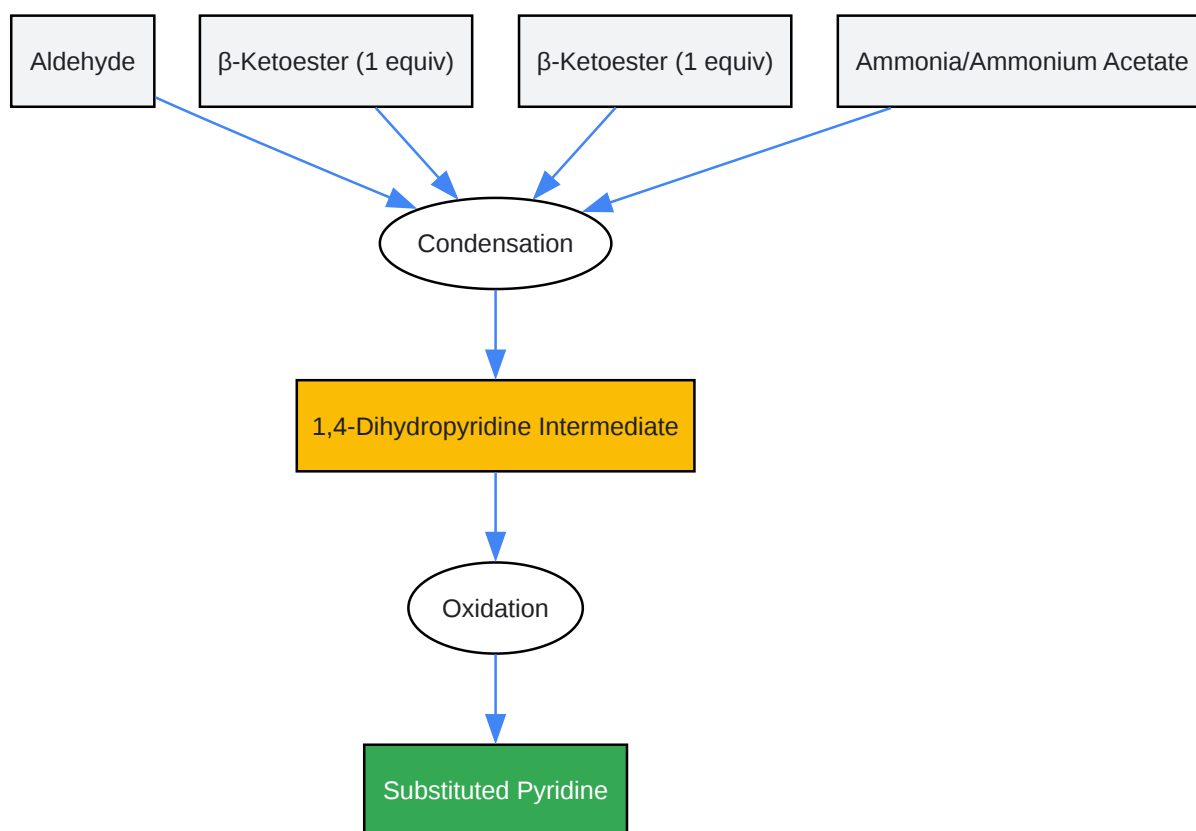 Aldehyde
β-Ketoester (1 equiv)
β-Ketoester (1 equiv)
Ammonia/Ammonium Acetate
Condensation
1,4-Dihydropyridine Intermediate
Oxidation
Substituted Pyridine